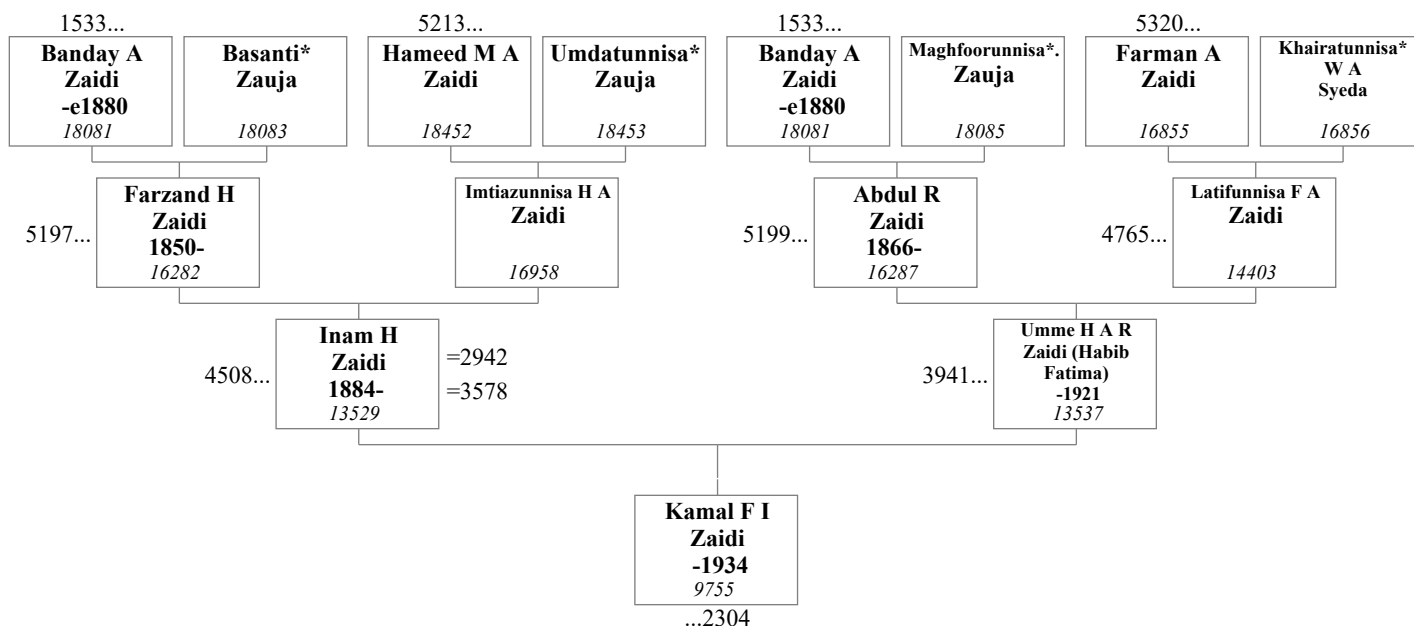 1533...
5213...
1533...
5320...
Banday A
Zaidi
-e1880
18081
Basanti*
Zauja
18083
Hameed M A
Zaidi
18452
Umdatunnisa*
Zauja
18453
Banday A
Zaidi
-e1880
18081
Maghfoorunnisa*.
Zauja
18085
Farman A
Zaidi
16855
Khairatunnisa*
W A
Syeda
16856
5197...
Farzand H
Zaidi
1850-
16282
Imtiazunnisa H A
Zaidi
16958
5199...
Abdul R
Zaidi
1866-
16287
4765...
Latifunnisa F A
Zaidi
14403
4508...
Inam H
Zaidi
1884-
13529
=2942
=3578
3941...
Umme H A R
Zaidi (Habib
Fatima)
-1921
13537
Kamal F I
Zaidi
-1934
9755
...2304